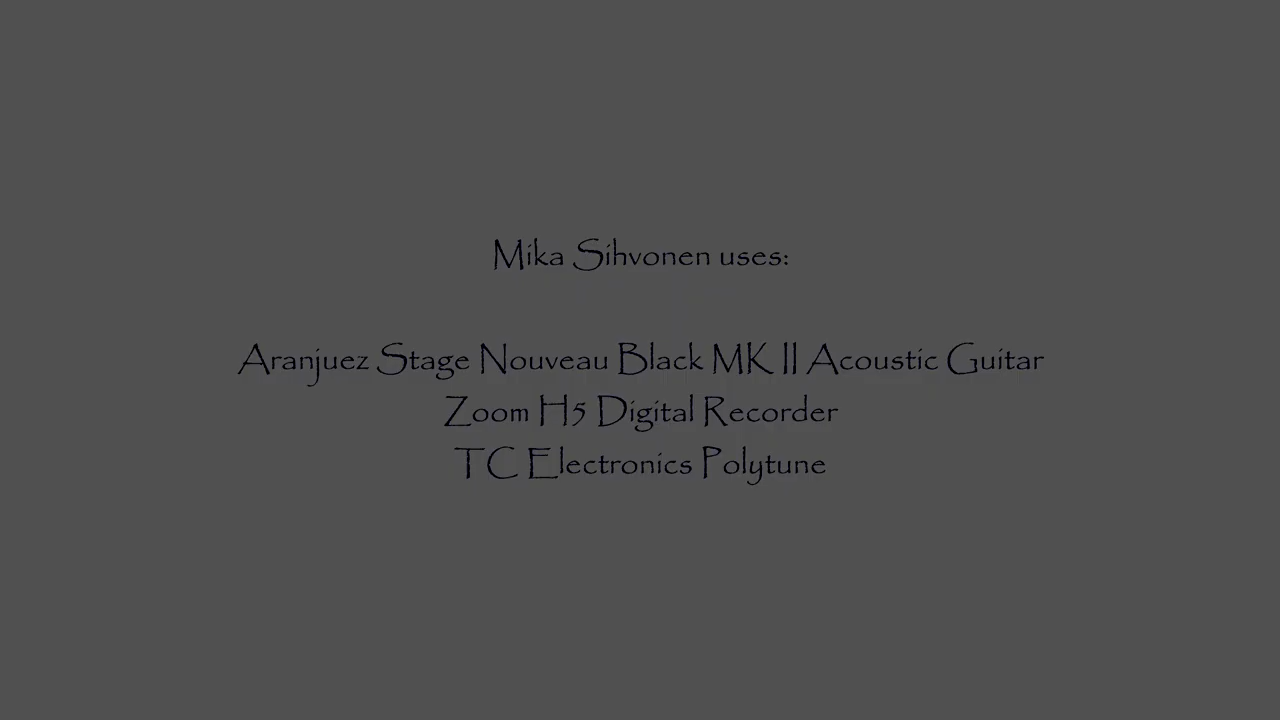 Mika Sihvonen uses:
Aranjuez Stage Nouveau Black MK II Acoustic Guitar
Zoom H5 Digital Recorder
TC Electronics Polytune